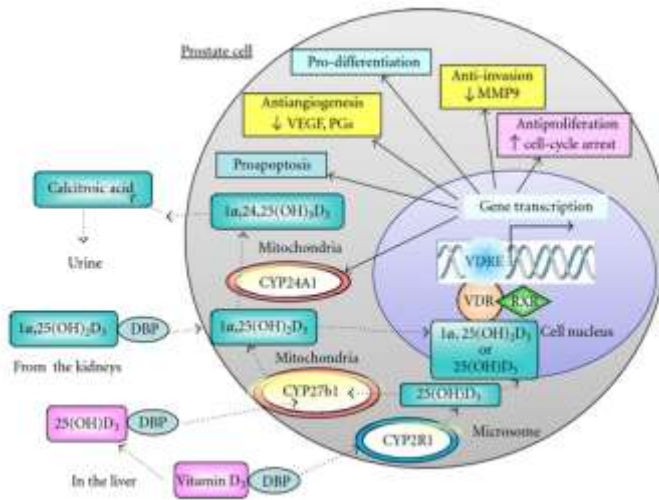 Prostate cell
Pro-differentiation
Anti-invasion
↓ MMP9
Antiangiogenesis
↓ VEGF, PGs
Antiproliferation
↑ cell-cycle arrest
Proapoptosis
Calcitroic acid
1α,24,25(OH)3D3
Gene transcription
Urine
Mitochondria
VDRE
CYP24A1
VDR
RXR
1α,25(OH)2D3
DBP
1α,25(OH)2D3
1α, 25(OH)2D3
or
25(OH)D3
Cell nucleus
From the kidneys
Mitochondria
CYP27b1
25(OH)D3
25(OH)D3
DBP
CYP2R1
Microsome
In the liver
Vitamin D3
DBP